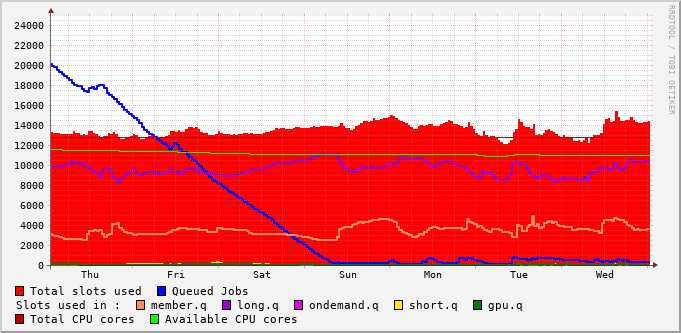 RRDTOOL / TOBI OETIKER
24000
22000
20000
18000
16000
14000
12000
10000
8000
6000
4000
2000
0
Thu Fri Sat Sun Mon Tue Wed
Total slots used Queued Jobs
Slots used in : member.q long.q ondemand.q short.q gpu.q
Total CPU cores Available CPU cores